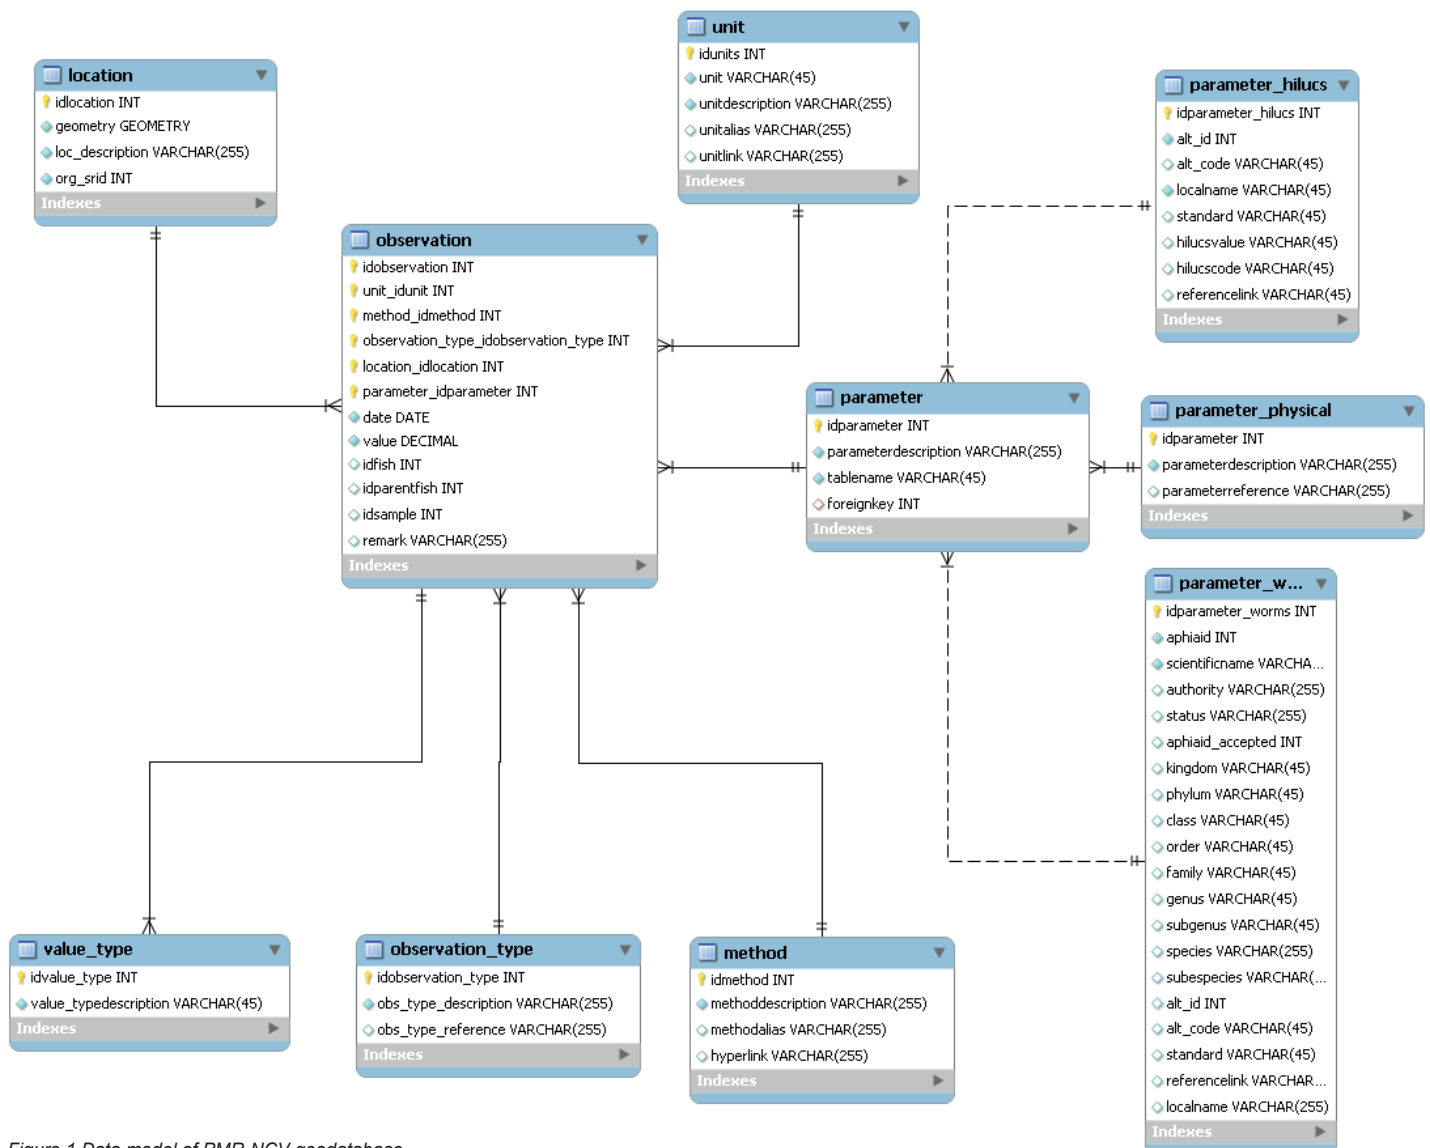 location
idlocation INT
geometry GEOMETRY
loc_description VARCHAR(255)
org_srid INT
Indexes
unit
idunits INT
unit VARCHAR(45)
unitdescription VARCHAR(255)
unitalias VARCHAR(255)
unitlink VARCHAR(255)
Indexes
parameter_hilucs
idparameter_hilucs INT
alt_id INT
alt_code VARCHAR(45)
localname VARCHAR(45)
standard VARCHAR(45)
hilucsvalue VARCHAR(45)
hilucscode VARCHAR(45)
referencelink VARCHAR(45)
Indexes
observation
idobservation INT
unit_idunit INT
method_idmethod INT
observation_type_idobservation_type INT
location_idlocation INT
parameter_idparameter INT
date DATE
value DECIMAL
idfish INT
idparentfish INT
idsample INT
remark VARCHAR(255)
Indexes
parameter
idparameter INT
parameterdescription VARCHAR(255)
tablename VARCHAR(45)
foreignkey INT
Indexes
parameter_physical
idparameter INT
parameterdescription VARCHAR(255)
parameterreference VARCHAR(255)
Indexes
parameter_w...
idparameter_worms INT
aphiaid INT
scientificname VARCHA...
authority VARCHAR(255)
status VARCHAR(255)
aphiaid_accepted INT
kingdom VARCHAR(45)
phylum VARCHAR(45)
class VARCHAR(45)
order VARCHAR(45)
family VARCHAR(45)
genus VARCHAR(45)
subgenus VARCHAR(45)
species VARCHAR(255)
subespecies VARCHAR(...
alt_id INT
alt_code VARCHAR(45)
standard VARCHAR(45)
referencelink VARCHAR...
localname VARCHAR(255)
Indexes
value_type
idvalue_type INT
value_typedescription VARCHAR(45)
Indexes
observation_type
idobservation_type INT
obs_type_description VARCHAR(255)
obs_type_reference VARCHAR(255)
Indexes
method
idmethod INT
methoddescription VARCHAR(255)
methodalias VARCHAR(255)
hyperlink VARCHAR(255)
Indexes
Figure 1 Data model of PMR NCV geodatabase